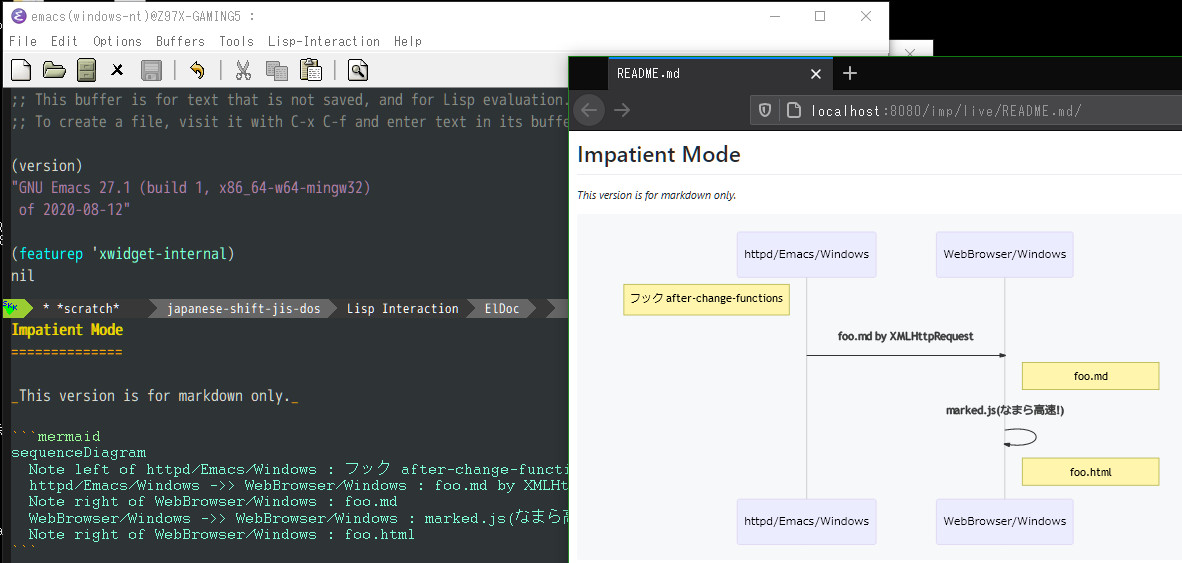 emacs(windows-nt)@Z97X-GAMING5 :
File Edit Options Buffers Tools Lisp-Interaction Help
;; This buffer is for text that is not saved, and for Lisp evaluation.
;; To create a file, visit it with C-x C-f and enter text in its buffe
(version)
"GNU Emacs 27.1 (build 1, x86_64-w64-mingw32)
of 2020-08-12"
(featurep 'xwidget-internal)
nil
* *scratch* japanese-shift-jis-dos Lisp Interaction ElDoc
Impatient Mode
==============
_This version is for markdown only._
```mermaid
sequenceDiagram
Note left of httpd/Emacs/Windows : フック after-change-functi
httpd/Emacs/Windows ->> WebBrowser/Windows : foo.md by XMLHt
Note right of WebBrowser/Windows : foo.md
WebBrowser/Windows ->> WebBrowser/Windows : marked.js(なまら高
Note right of WebBrowser/Windows : foo.html
```
README.md
localhost:8080/imp/live/README.md/
Impatient Mode
This version is for markdown only.
httpd/Emacs/Windows
WebBrowser/Windows
フック after-change-functions
foo.md by XMLHttpRequest
foo.md
marked.js(なまら高速!)
foo.html
httpd/Emacs/Windows
WebBrowser/Windows